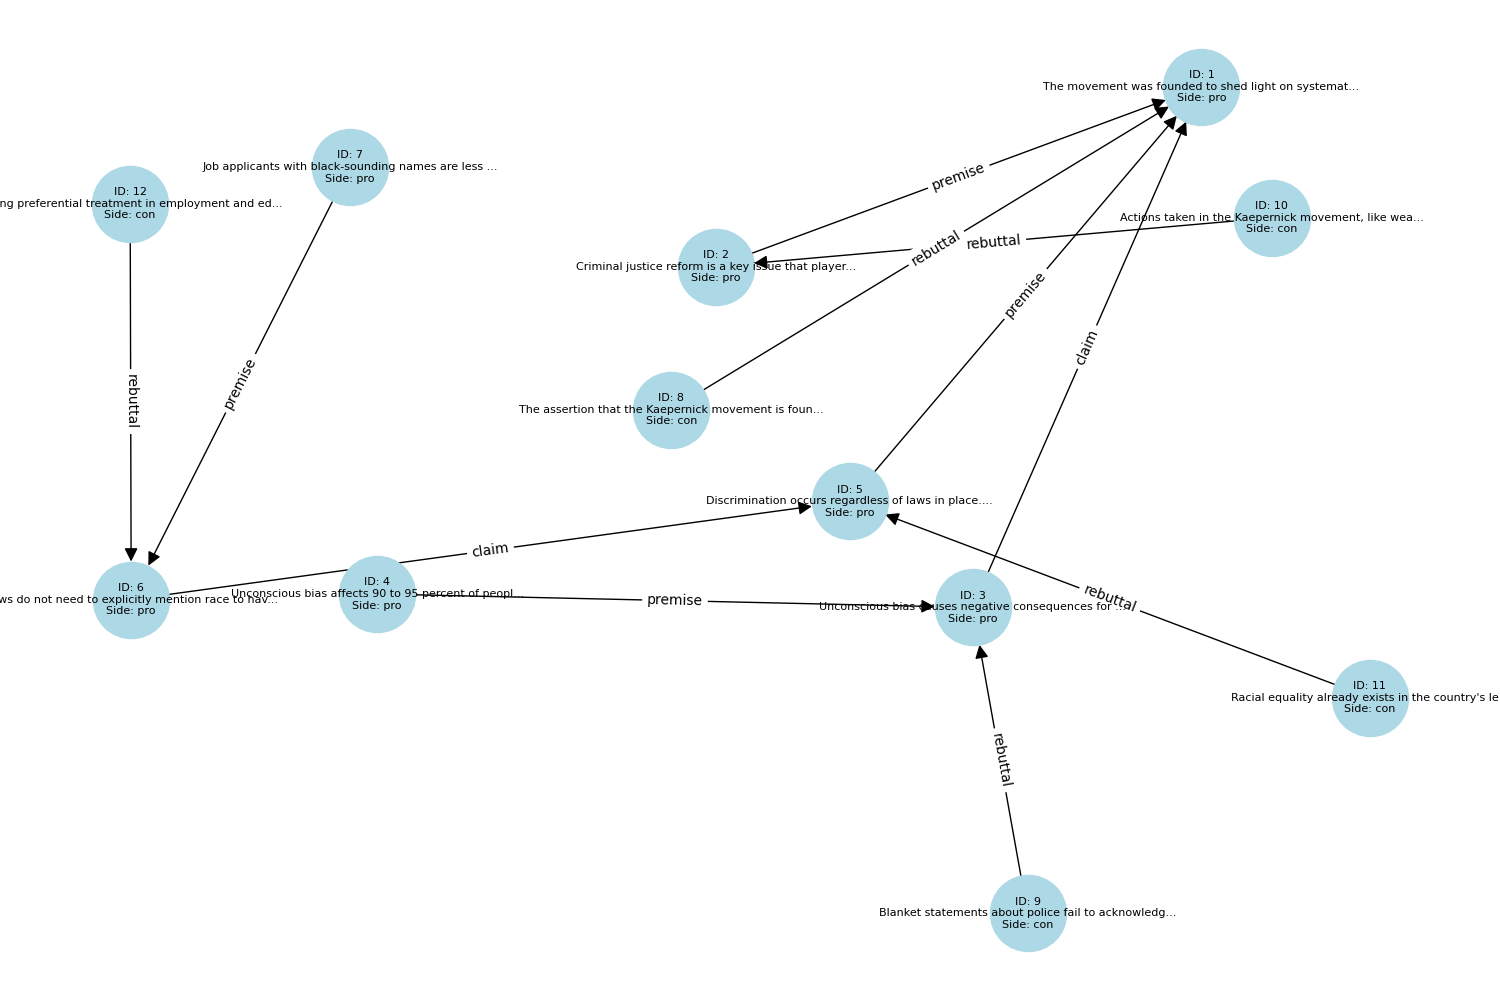 ID: 1
The movement was founded to shed light on systemat...
Side: pro
ID: 7
Job applicants with black-sounding names are less ...
Side: pro
premise
ID: 12
preferential treatment in employment and ed...
Side: con
ID: 10
Actions taken in the Kaepernick movement, like wea...
Side: con
rebuttal
rebuttal
ID: 2
Criminal justice reform is a key issue that player...
Side: pro
premise
claim
premise
rebuttal
ID: 8
The assertion that the Kaepernick movement is foun...
Side: con
ID: 5
Discrimination occurs regardless of laws in place....
Side: pro
claim
ID: 6
do not need to explicitly mention race to hav...
Side: pro
ID: 4
Unconscious bias affects 90 to 95 percent of peopl...
Side: pro
premise
ID: 3
Unconscious bias causes negative consequences for ...
Side: pro
rebuttal
ID: 11
Racial equality already exists in the country's le
Side: con
rebuttal
ID: 9
Blanket statements about police fail to acknowledg...
Side: con